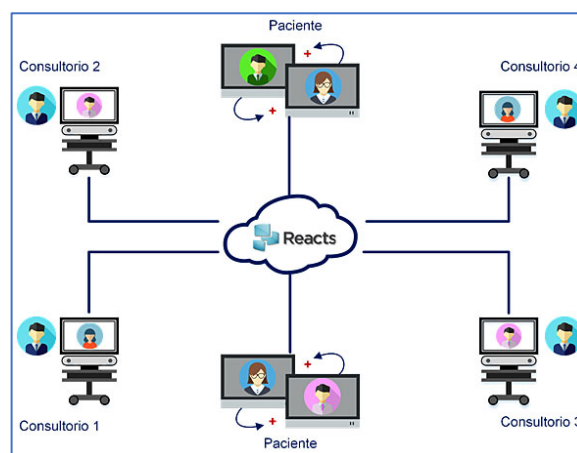 Paciente
Consultorio 2
Consultorio 4
Reacts
Consultorio 1
Consultorio 3
Paciente